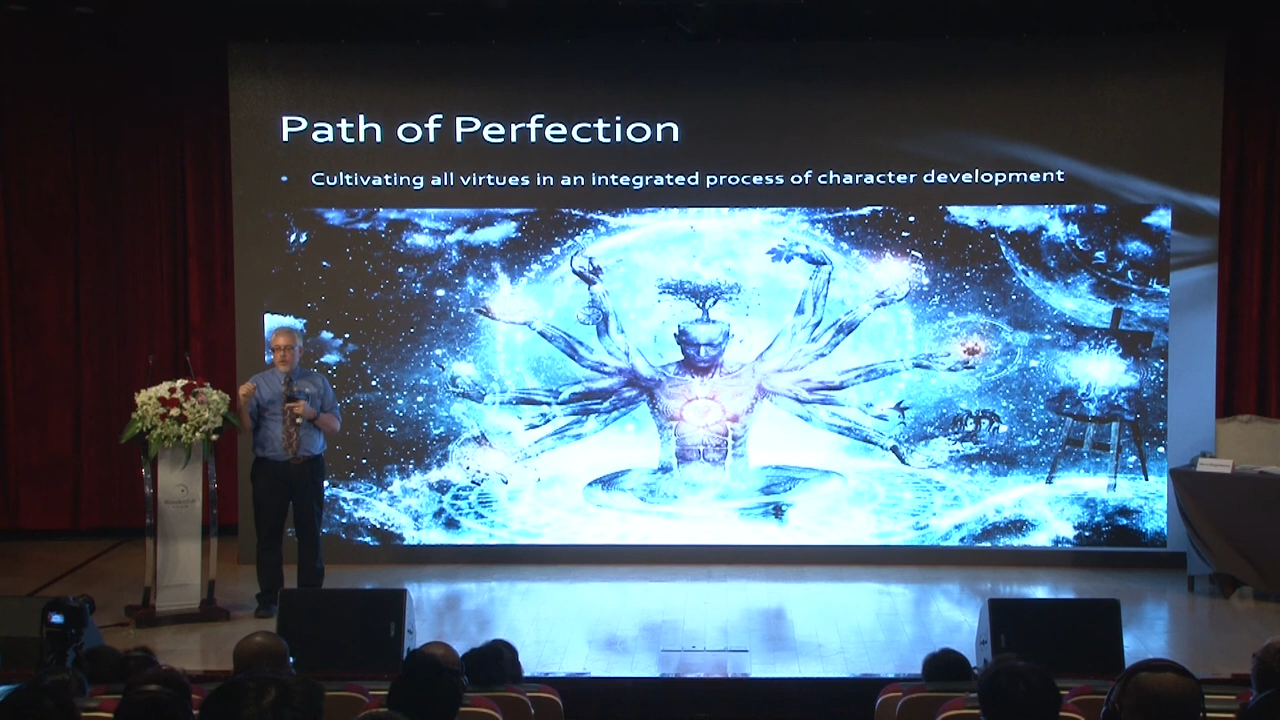 Path of Perfection
• Cultivating all virtues in an integrated process of character development